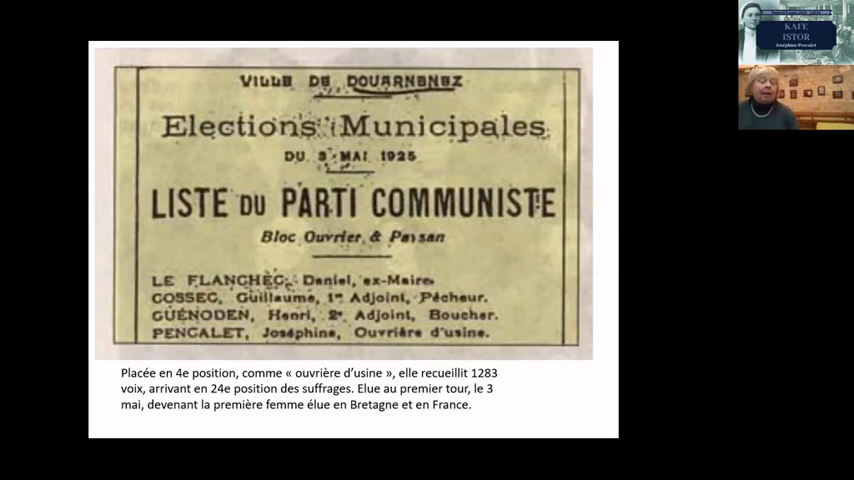 VILLE DE DOUARNENEZ
Elections Municipales
DU 3 MAI 1925
LISTE DU PARTI COMMUNISTE
Bloc Ouvrier & Paysan
LE FLANCHEC, Daniel, ex-Maire.
COSSEC, Guillaume, 1er Adjoint, Pêcheur.
GUÉNODEN, Henri, 2e Adjoint, Boucher.
PENCALET, Joséphine, Ouvrière d'usine.
Placée en 4e position, comme « ouvrière d'usine », elle recueillit 1283
voix, arrivant en 24e position des suffrages. Elue au premier tour, le 3
mai, devenant la première femme élue en Bretagne et en France.
KAFE
ISTOR
Joséphine Pencalet